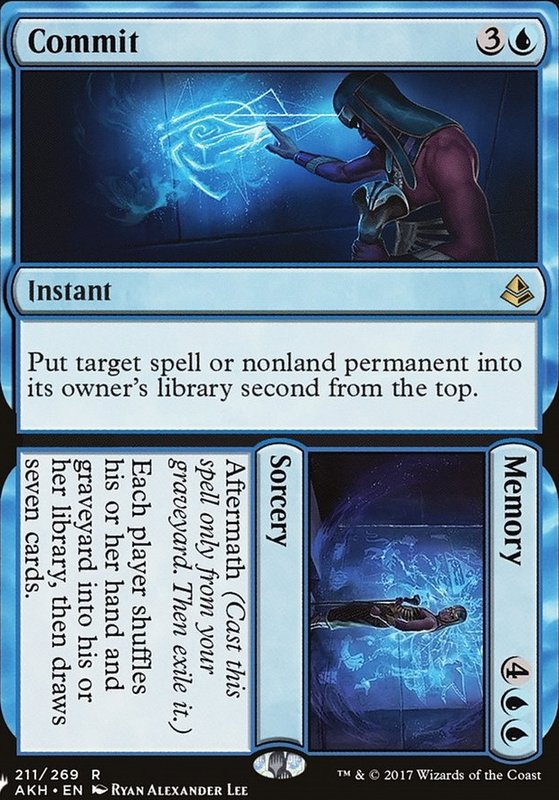 Commit 3
Instant
Put target spell or nonland permanent into
its owner's library second from the top.
Memory 4
Sorcery
Aftermath (Cast this
spell only from your
graveyard. Then exile it.)
Each player shuffles
his or her hand and
graveyard into his or
her library, then draws
seven cards.
211/269 R
AKH • EN Ryan Alexander Lee
™ & © 2017 Wizards of the Coast